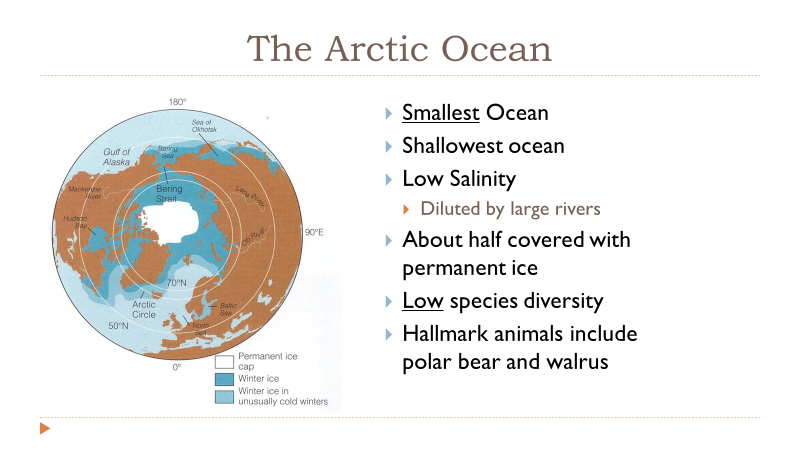 The Arctic Ocean
180°
Sea of
Okhotsk
Gulf of
Alaska
Bering
Sea
Mackenzie
River
Bering
Strait
Lena River
Hudson
Bay
Ob River
90°E
70°N
Arctic
Circle
Baltic
Sea
50°N
North
Sea
0°
Permanent ice
cap
Winter ice
Winter ice in
unusually cold winters
Smallest Ocean
Shallowest ocean
Low Salinity
Diluted by large rivers
About half covered with
permanent ice
Low species diversity
Hallmark animals include
polar bear and walrus